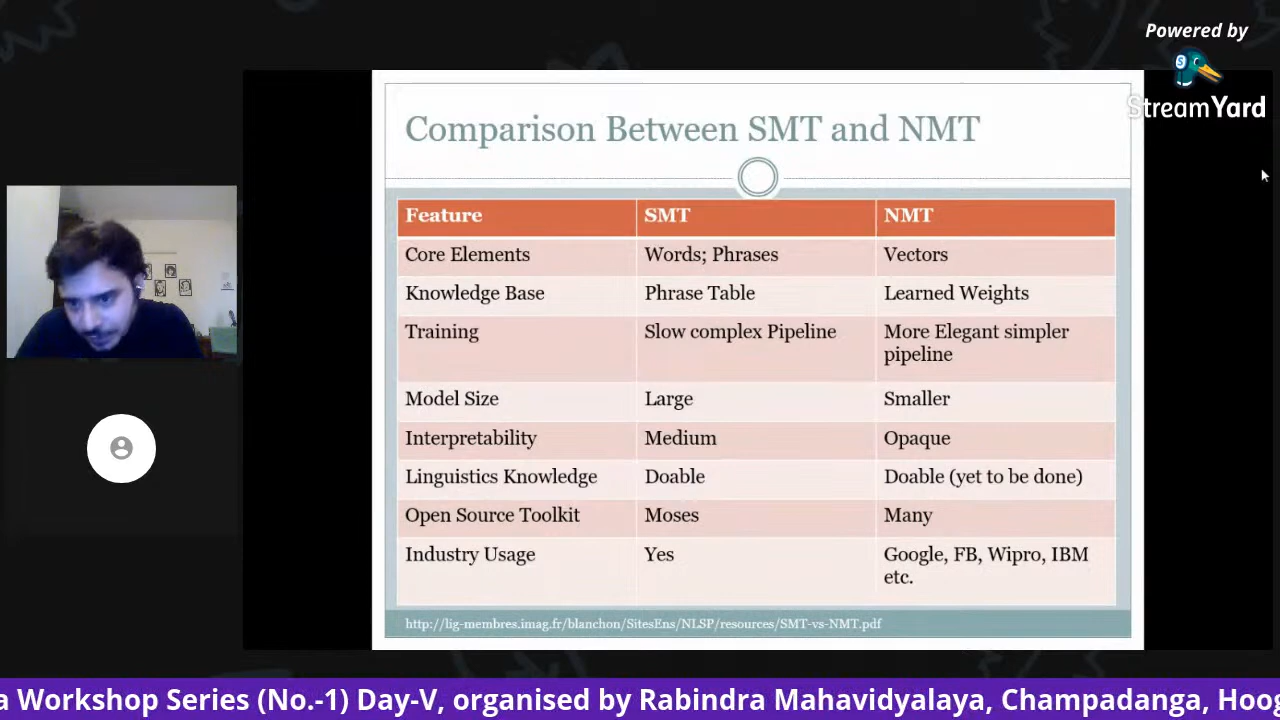 Powered by
StreamYard
Comparison Between SMT and NMT
Feature SMT NMT
Core Elements Words; Phrases Vectors
Knowledge Base Phrase Table Learned Weights
Training Slow complex Pipeline More Elegant simpler
pipeline
Model Size Large Smaller
Interpretability Medium Opaque
Linguistics Knowledge Doable Doable (yet to be done)
Open Source Toolkit Moses Many
Industry Usage Yes Google, FB, Wipro, IBM
etc.
http://lig-membres.imag.fr/blanchon/SitesEns/NLSP/resources/SMT-vs-NMT.pdf
a Workshop Series (No.-1) Day-V, organised by Rabindra Mahavidyalaya, Champadanga, Hoog